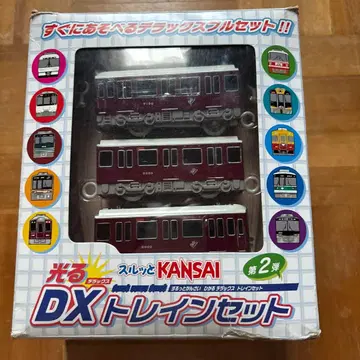 すぐにあそべるデラックスフルセット!!
光る
スルッとKANSAI
第2弾
デラックス
DXトレインセット